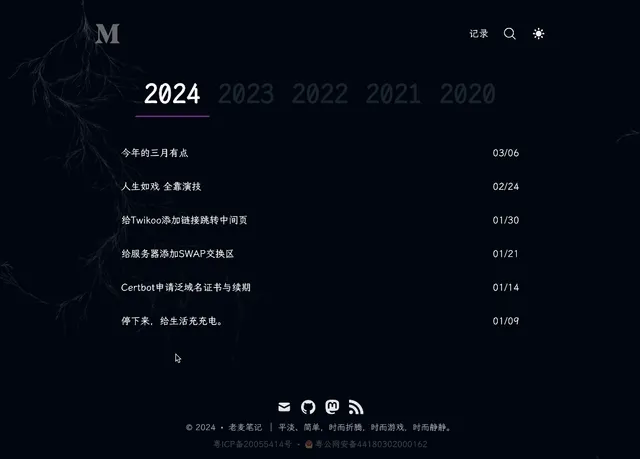 M
记录
2024 2023 2022 2021 2020
今年的三月有点 03/06
人生如戏 全靠演技 02/24
给Twikoo添加链接跳转中间页 01/30
给服务器添加SWAP交换区 01/21
Certbot申请泛域名证书与续期 01/14
停下来，给生活充充电。 01/09
© 2024 · 老麦笔记 | 平淡、简单，时而折腾，时而游戏，时而静静。
粤ICP备20055414号 · 粤公网安备44180302000162